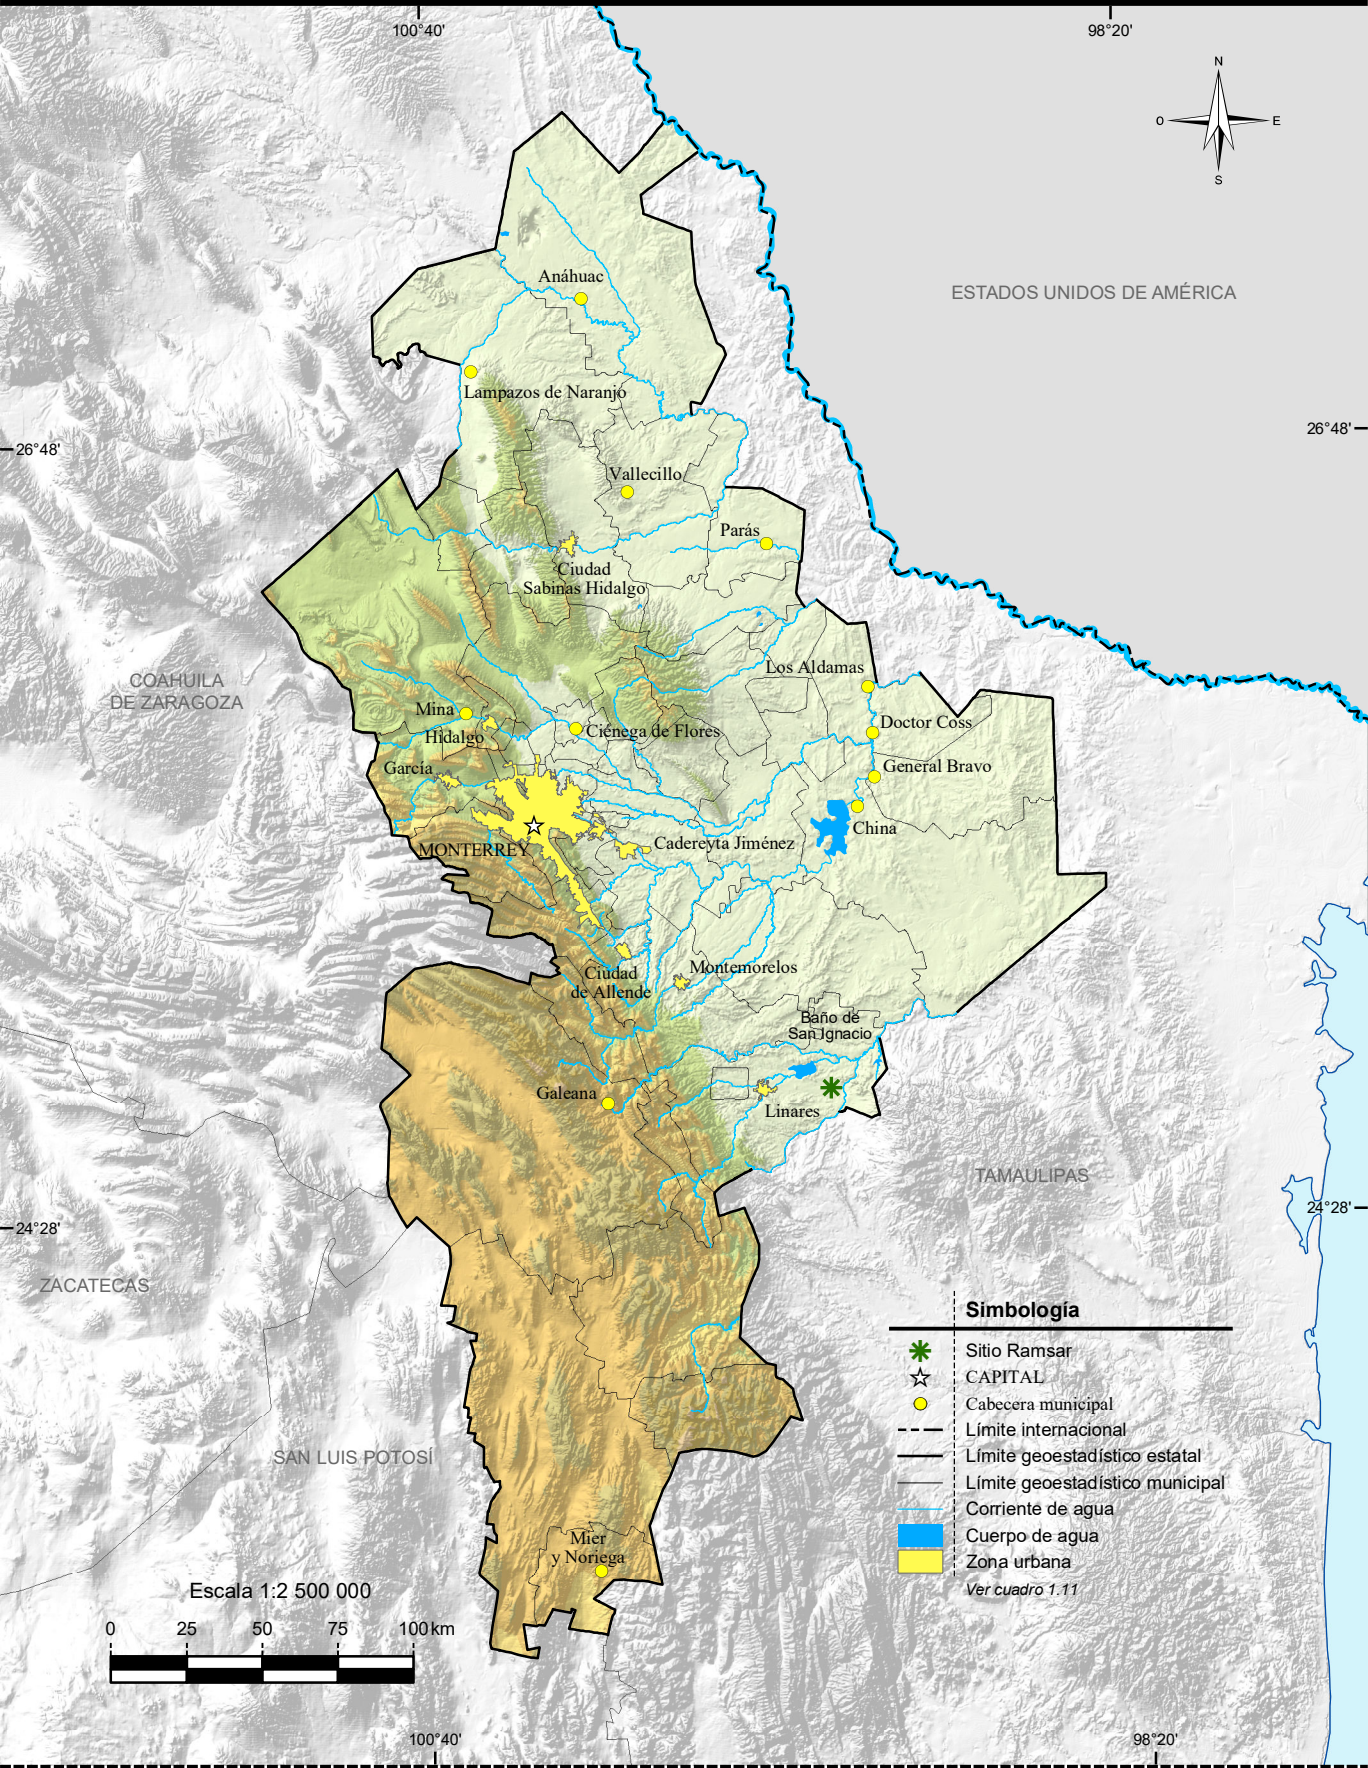 100°40'
98°20'
N
O
E
S
ESTADOS UNIDOS DE AMÉRICA
Anáhuac
Lampazos de Naranjo
26°48'
26°48'
Vallecillo
Parás
Ciudad
Sabinas Hidalgo
COAHUILA
DE ZARAGOZA
Los Aldamas
Mina
Hidalgo
Ciénega de Flores
Doctor Coss
García
General Bravo
China
MONTERREY
Cadereyta Jiménez
Ciudad
de Allende
Montemorelos
Baño de
San Ignacio
Galeana
Linares
TAMAULIPAS
24°28'
24°28'
ZACATECAS
SAN LUIS POTOSÍ
Mier
y Noriega
Simbología
Sitio Ramsar
CAPITAL
Cabecera municipal
Límite internacional
Límite geoestadístico estatal
Límite geoestadístico municipal
Corriente de agua
Cuerpo de agua
Zona urbana
Ver cuadro 1.11
Escala 1:2 500 000
0 25 50 75 100 km
100°40'
98°20'